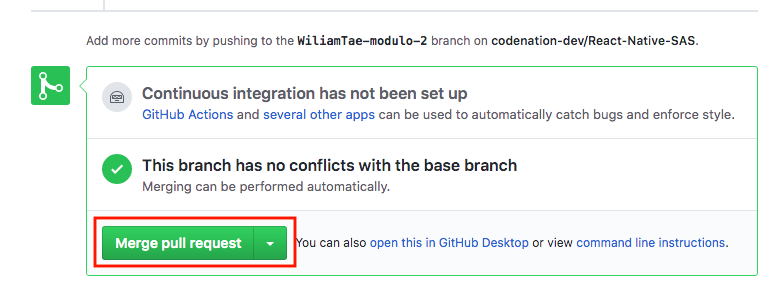 Add more commits by pushing to the WiliamTae-modulo-2 branch on codenation-dev/React-Native-SAS.
Continuous integration has not been set up
GitHub Actions and several other apps can be used to automatically catch bugs and enforce style.
This branch has no conflicts with the base branch
Merging can be performed automatically.
Merge pull request You can also open this in GitHub Desktop or view command line instructions.